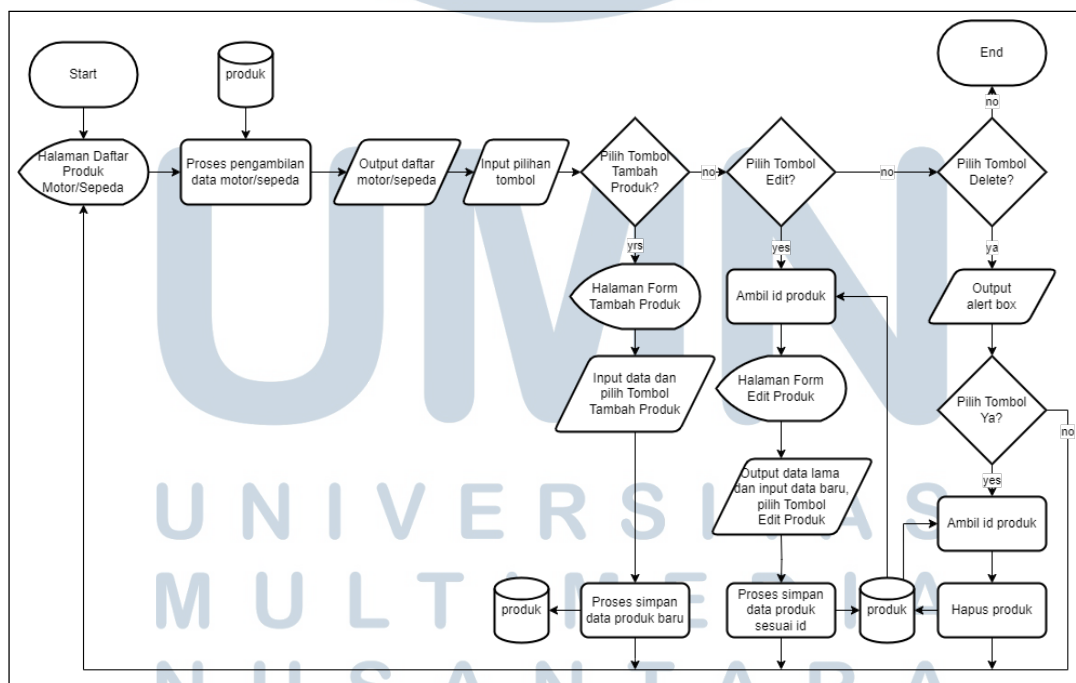 Start
produk
End
Halaman Daftar
Produk
Motor/Sepeda
Proses pengambilan
data motor/sepeda
Output daftar
motor/sepeda
Input pilihan
tombol
Pilih Tombol
Tambah
Produk?
no
Pilih Tombol
Edit?
no
Pilih Tombol
Delete?
no
yrs
yes
ya
Halaman Form
Tambah Produk
Ambil id produk
Output
alert box
Input data dan
pilih Tombol
Tambah Produk
Halaman Form
Edit Produk
Pilih Tombol
Ya?
no
yes
Output data lama
dan input data baru,
pilih Tombol
Edit Produk
Ambil id produk
produk
Proses simpan
data produk baru
Proses simpan
data produk
sesuai id
produk
Hapus produk
UMN
UNIVERSITAS
MULTIMEDIA
NUSANTARA